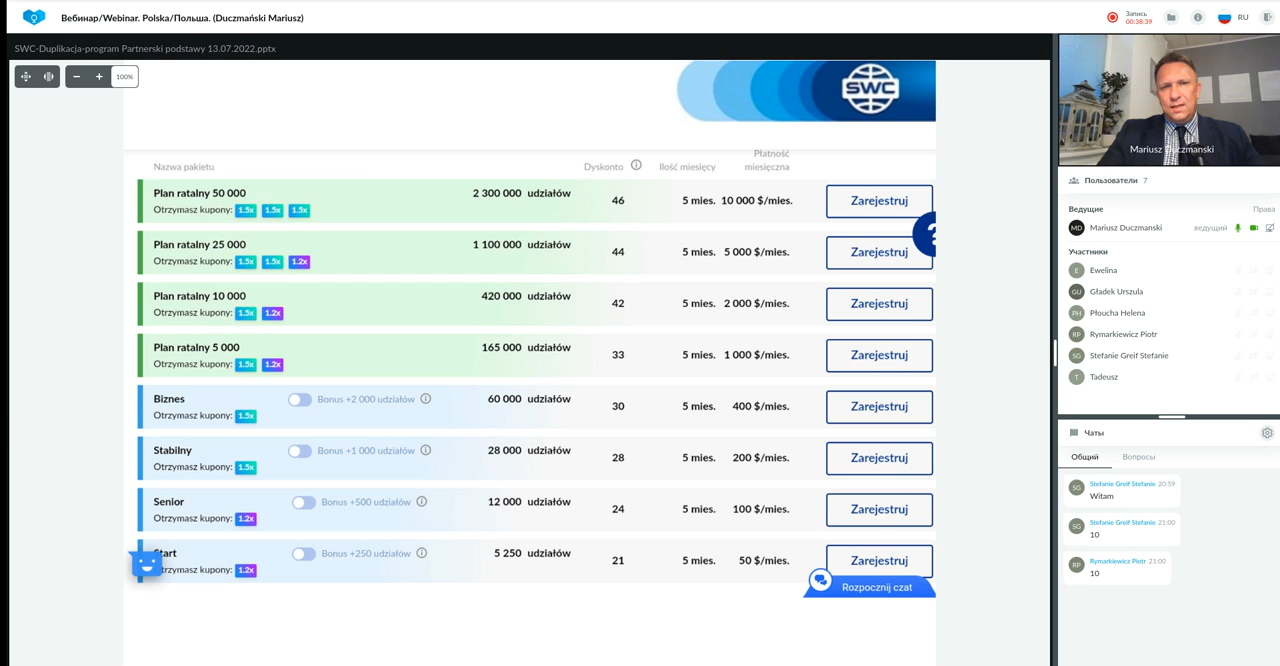 Вебинар/Webinar. Polska/Польша. (Duczmański Mariusz)
Запись
00:38:39
RU
SWC-Duplikacja-program Partnerski podstawy 13.07.2022.pptx
100%
SWC
Nazwa pakietu Dyskonto Ilość miesięcy Płatność miesięczna
Plan ratalny 50 000 2 300 000 udziałów 46 5 mies. 10 000 $/mies. Zarejestruj
Otrzymasz kupony: 1.5x 1.5x 1.5x
?
Plan ratalny 25 000 1 100 000 udziałów 44 5 mies. 5 000 $/mies. Zarejestruj
Otrzymasz kupony: 1.5x 1.5x 1.2x
Plan ratalny 10 000 420 000 udziałów 42 5 mies. 2 000 $/mies. Zarejestruj
Otrzymasz kupony: 1.5x 1.2x
Plan ratalny 5 000 165 000 udziałów 33 5 mies. 1 000 $/mies. Zarejestruj
Otrzymasz kupony: 1.5x 1.2x
Biznes Bonus +2 000 udziałów 60 000 udziałów 30 5 mies. 400 $/mies. Zarejestruj
Otrzymasz kupony: 1.5x
Stabilny Bonus +1 000 udziałów 28 000 udziałów 28 5 mies. 200 $/mies. Zarejestruj
Otrzymasz kupony: 1.5x
Senior Bonus +500 udziałów 12 000 udziałów 24 5 mies. 100 $/mies. Zarejestruj
Otrzymasz kupony: 1.2x
tart Bonus +250 udziałów 5 250 udziałów 21 5 mies. 50 $/mies. Zarejestruj
rzymasz kupony: 1.2x
Rozpocznij czat
Mariusz Duczmanski
Пользователи 7
Ведущие Права
MD Mariusz Duczmanski ведущий
Участники
E Ewelina
GU Gładek Urszula
PH Płoucha Helena
RP Rymarkiewicz Piotr
SG Stefanie Greif Stefanie
T Tadeusz
Чаты
Общий Вопросы
SG Stefanie Greif Stefanie 20:59
Witam
SG Stefanie Greif Stefanie 21:00
10
RP Rymarkiewicz Piotr 21:00
10